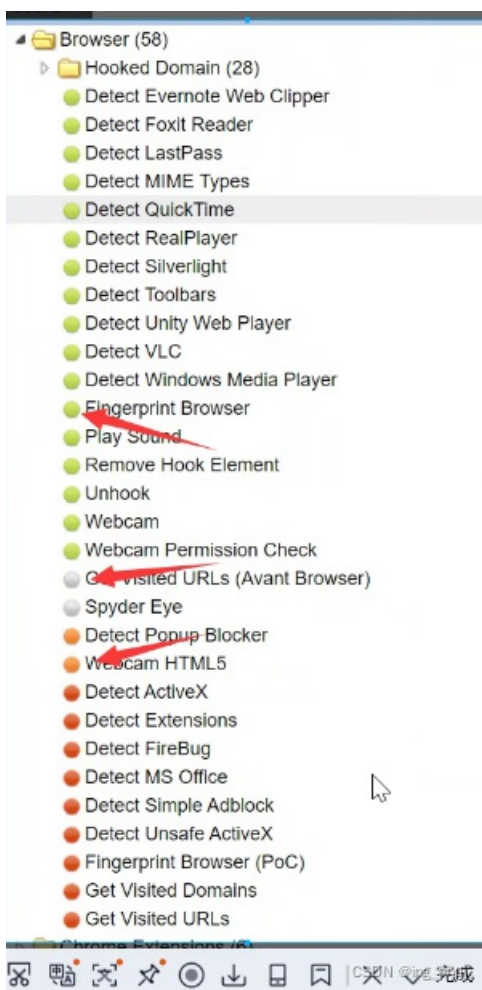 Browser (58)
Hooked Domain (28)
Detect Evernote Web Clipper
Detect Foxit Reader
Detect LastPass
Detect MIME Types
Detect QuickTime
Detect RealPlayer
Detect Silverlight
Detect Toolbars
Detect Unity Web Player
Detect VLC
Detect Windows Media Player
Fingerprint Browser
Play Sound
Remove Hook Element
Unhook
Webcam
Webcam Permission Check
Get Visited URLs (Avant Browser)
Spyder Eye
Detect Popup Blocker
Webcam HTML5
Detect ActiveX
Detect Extensions
Detect FireBug
Detect MS Office
Detect Simple Adblock
Detect Unsafe ActiveX
Fingerprint Browser (PoC)
Get Visited Domains
Get Visited URLs
Chrome Extensions (6)
CSDN 完成